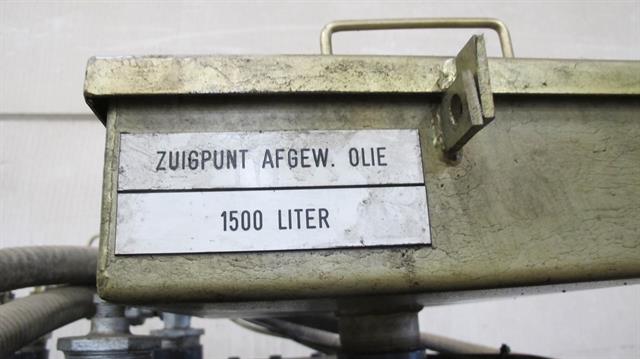 ZUIGPUNT AFGEW. OLIE
1500 LITER